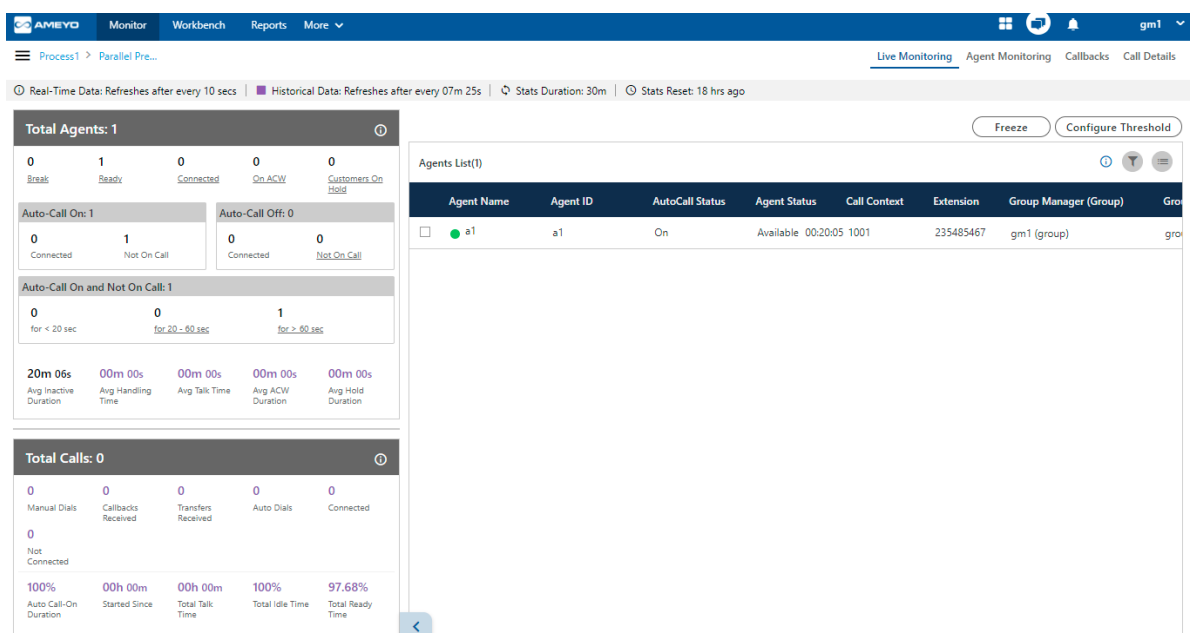 AMEYO Monitor Workbench Reports More gm1
Process1 > Parallel Pre... Live Monitoring Agent Monitoring Callbacks Call Details
Real-Time Data: Refreshes after every 10 secs | Historical Data: Refreshes after every 07m 25s | Stats Duration: 30m | Stats Reset: 18 hrs ago
Freeze Configure Threshold
Total Agents: 1
0 1 0 0 0
Break Ready Connected On ACW Customers On
Hold
Auto-Call On: 1 Auto-Call Off: 0
0 1 0 0
Connected Not On Call Connected Not On Call
Auto-Call On and Not On Call: 1
0 0 1
for < 20 sec for 20 - 60 sec for > 60 sec
20m 06s 00m 00s 00m 00s 00m 00s 00m 00s
Avg Inactive Avg Handling Avg Talk Time Avg ACW Avg Hold
Duration Time Duration Duration
Total Calls: 0
0 0 0 0 0
Manual Dials Callbacks Transfers Auto Dials Connected
Received Received
0
Not
Connected
100% 00h 00m 00h 00m 100% 97.68%
Auto Call-On Started Since Total Talk Total Idle Time Total Ready
Duration Time Time
Agents List(1)
Agent Name Agent ID AutoCall Status Agent Status Call Context Extension Group Manager (Group) Grou
a1 a1 On Available 00:20:05 1001 235485467 gm1 (group) grou